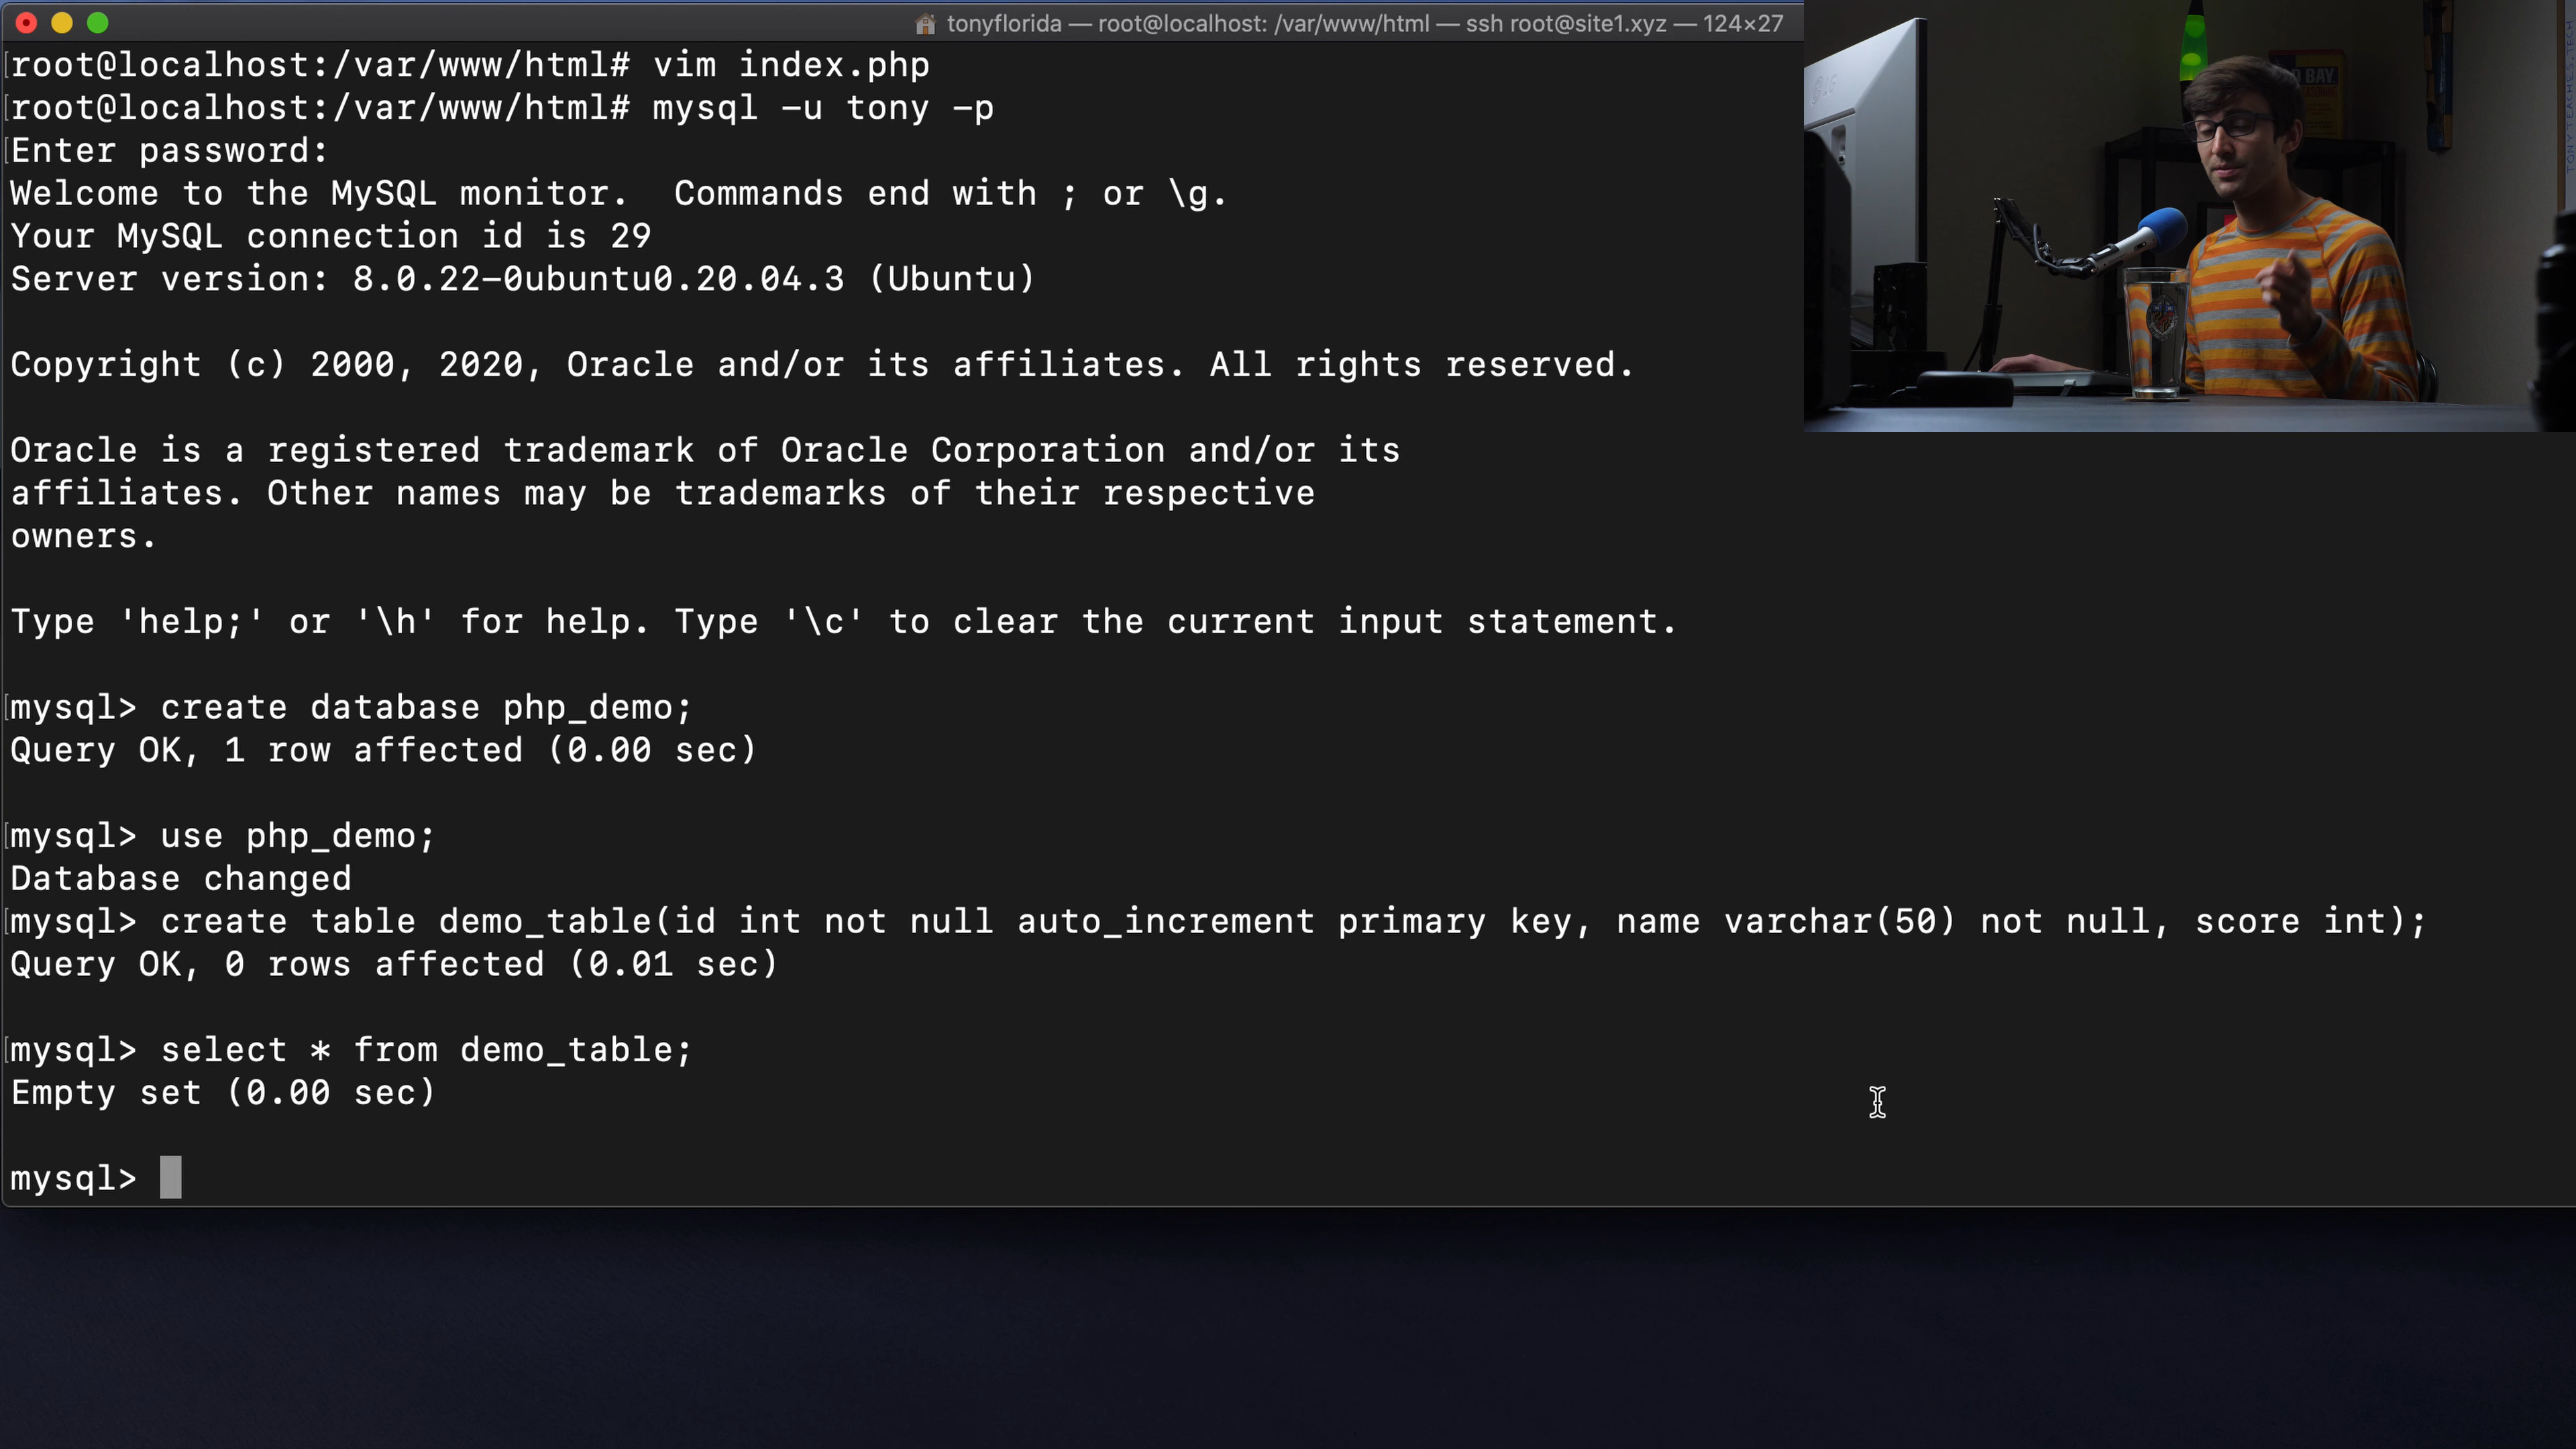 tonyflorida — root@localhost: /var/www/html — ssh root@site1.xyz — 124×27
root@localhost:/var/www/html# vim index.php
root@localhost:/var/www/html# mysql -u tony -p
Enter password:
Welcome to the MySQL monitor.  Commands end with ; or \g.
Your MySQL connection id is 29
Server version: 8.0.22-0ubuntu0.20.04.3 (Ubuntu)
Copyright (c) 2000, 2020, Oracle and/or its affiliates. All rights reserved.
Oracle is a registered trademark of Oracle Corporation and/or its
affiliates. Other names may be trademarks of their respective
owners.
Type 'help;' or '\h' for help. Type '\c' to clear the current input statement.
mysql> create database php_demo;
Query OK, 1 row affected (0.00 sec)
mysql> use php_demo;
Database changed
mysql> create table demo_table(id int not null auto_increment primary key, name varchar(50) not null, score int);
Query OK, 0 rows affected (0.01 sec)
mysql> select * from demo_table;
Empty set (0.00 sec)
mysql>
LG
BAY